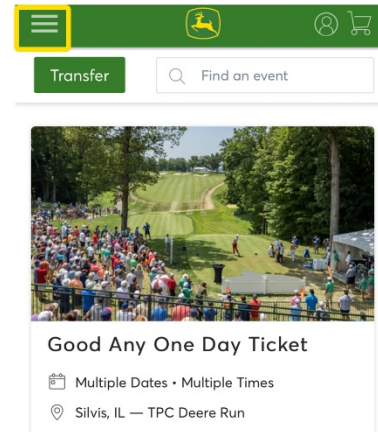 Transfer
Find an event
Good Any One Day Ticket
Multiple Dates • Multiple Times
Silvis, IL — TPC Deere Run